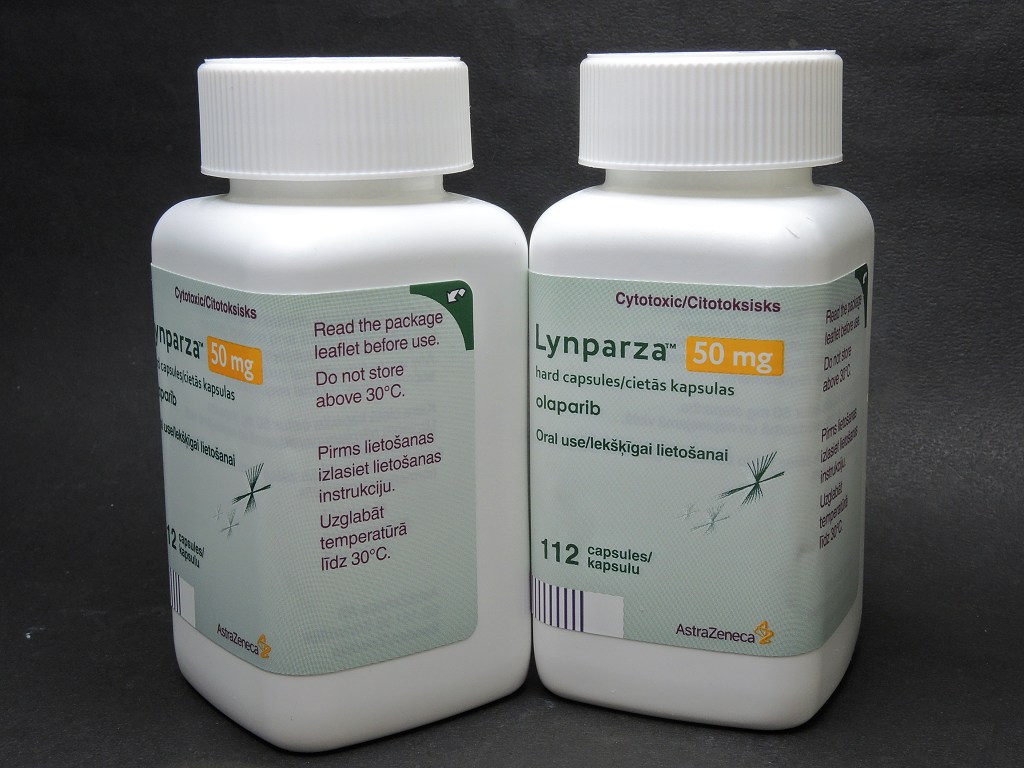 Cytotoxic/Citotoksisks
ynparza™ 50 mg
capsules/cietās kapsulas
parib
use/Iekšķīgai lietošanai
12 capsules/
kapsulu
AstraZeneca
Read the package
leaflet before use.
Do not store
above 30°C.
Pirms lietošanas
izlasiet lietošanas
instrukciju.
Uzglabāt
temperatūrā
līdz 30°C.
Cytotoxic/Citotoksisks
Lynparza™ 50 mg
hard capsules/cietās kapsulas
olaparib
Oral use/Iekšķīgai lietošanai
112 capsules/
kapsulu
AstraZeneca
Read the package
leaflet before use.
Do not store
above 30°C.
Pirms lietošanas
izlasiet lietošanas
instrukciju.
Uzglabāt
temperatūrā
līdz 30°C.